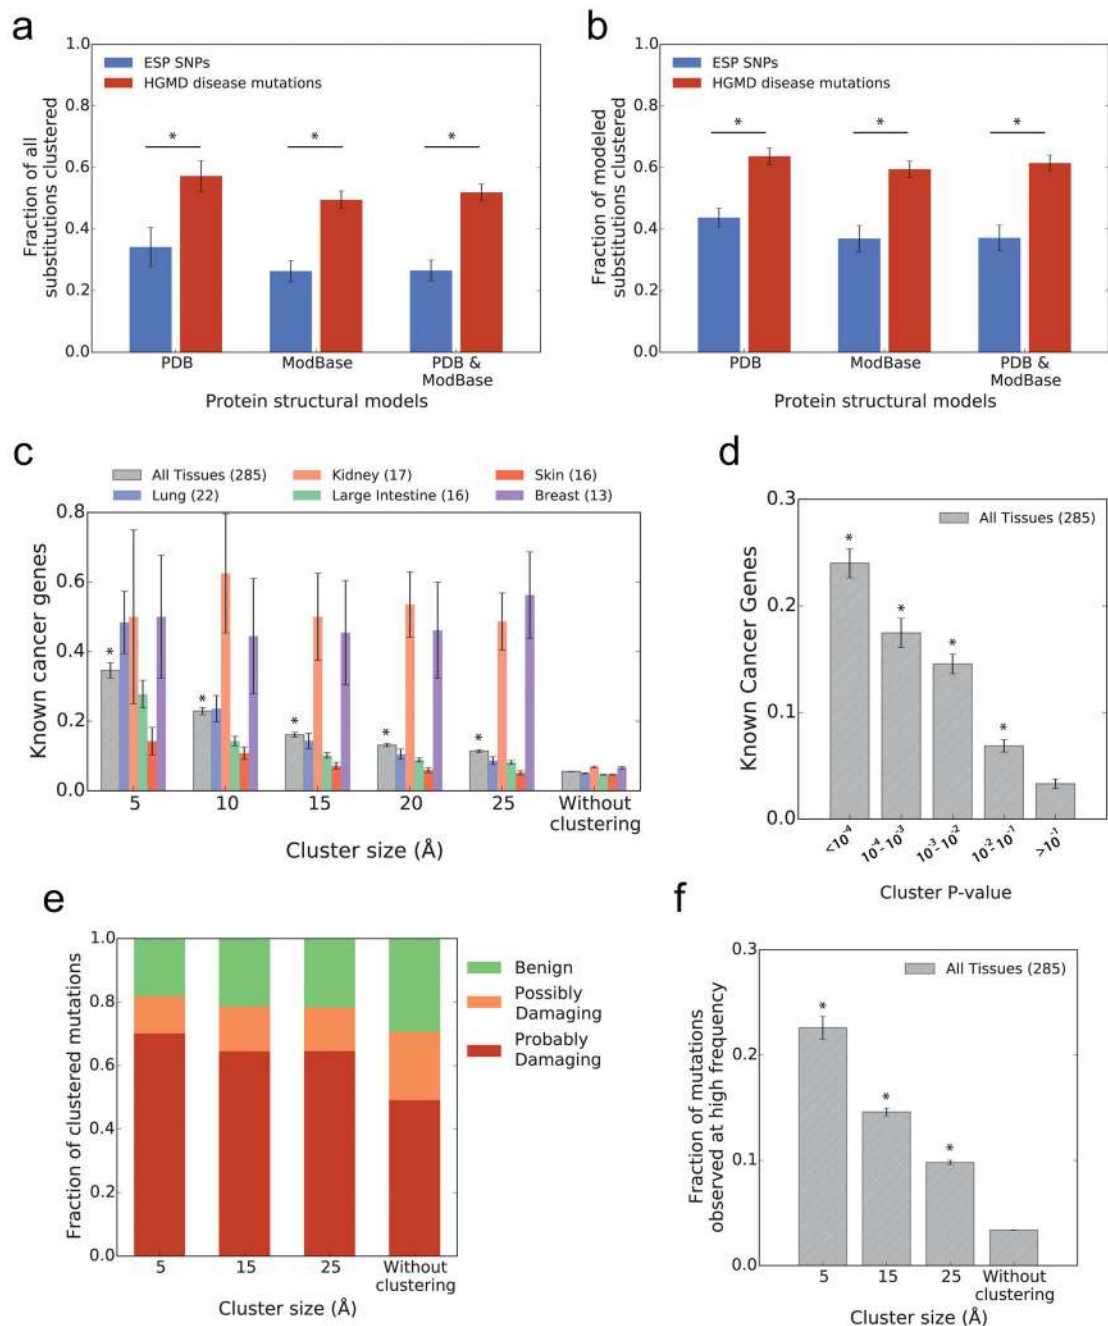 a
1.0
0.8
0.6
0.4
0.2
0.0
Fraction of all
substitutions clustered
ESP SNPs
HGMD disease mutations
*
*
*
PDB
ModBase
PDB &
ModBase
Protein structural models
b
1.0
0.8
0.6
0.4
0.2
0.0
Fraction of modeled
substitutions clustered
ESP SNPs
HGMD disease mutations
*
*
*
PDB
ModBase
PDB &
ModBase
Protein structural models
c
All Tissues (285)
Kidney (17)
Skin (16)
Lung (22)
Large Intestine (16)
Breast (13)
0.8
0.6
0.4
0.2
0.0
Known cancer genes
*
*
*
*
*
5
10
15
20
25
Without
clustering
Cluster size (Å)
d
0.3
0.2
0.1
0.0
Known Cancer Genes
All Tissues (285)
*
*
*
*
<10⁻⁴
10⁻⁴-10⁻³
10⁻³-10⁻²
10⁻²-10⁻¹
>10⁻¹
Cluster P-value
e
1.0
0.8
0.6
0.4
0.2
0.0
Fraction of clustered mutations
Benign
Possibly
Damaging
Probably
Damaging
5
15
25
Without
clustering
Cluster size (Å)
f
0.3
0.2
0.1
0.0
Fraction of mutations
observed at high frequency
All Tissues (285)
*
*
*
5
15
25
Without
clustering
Cluster size (Å)